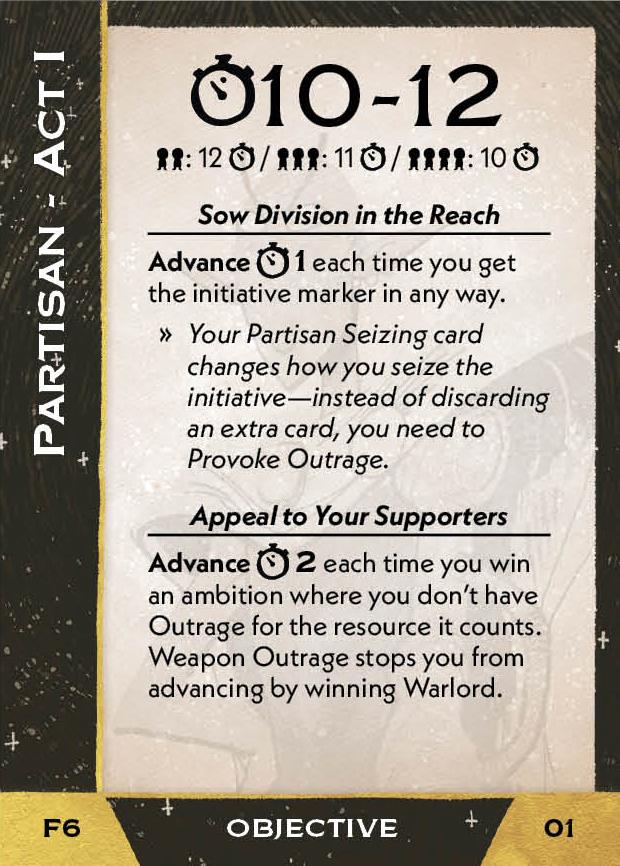 PARTISAN - ACT I
10-12
: 12 / : 11 / : 10
Sow Division in the Reach
Advance 1 each time you get
the initiative marker in any way.
» Your Partisan Seizing card
changes how you seize the
initiative—instead of discarding
an extra card, you need to
Provoke Outrage.
Appeal to Your Supporters
Advance 2 each time you win
an ambition where you don't have
Outrage for the resource it counts.
Weapon Outrage stops you from
advancing by winning Warlord.
F6 OBJECTIVE 01